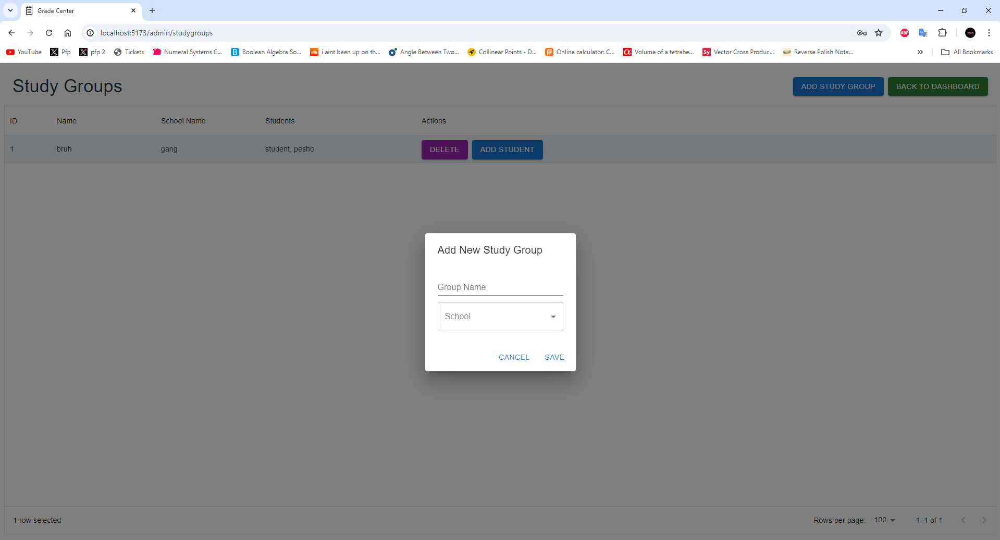 Grade Center
localhost:5173/admin/studygroups
YouTube Pfp pfp 2 Tickets Numeral Systems C... Boolean Algebra So... i aint been up on th... Angle Between Two... Collinear Points - D... Online calculator: C... Volume of a tetrahe... Sy Vector Cross Produc... Reverse Polish Nota... All Bookmarks
Study Groups ADD STUDY GROUP BACK TO DASHBOARD
ID Name School Name Students Actions
1 bruh gang student, pesho DELETE ADD STUDENT
Add New Study Group
Group Name
School
CANCEL SAVE
1 row selected Rows per page: 100 1–1 of 1